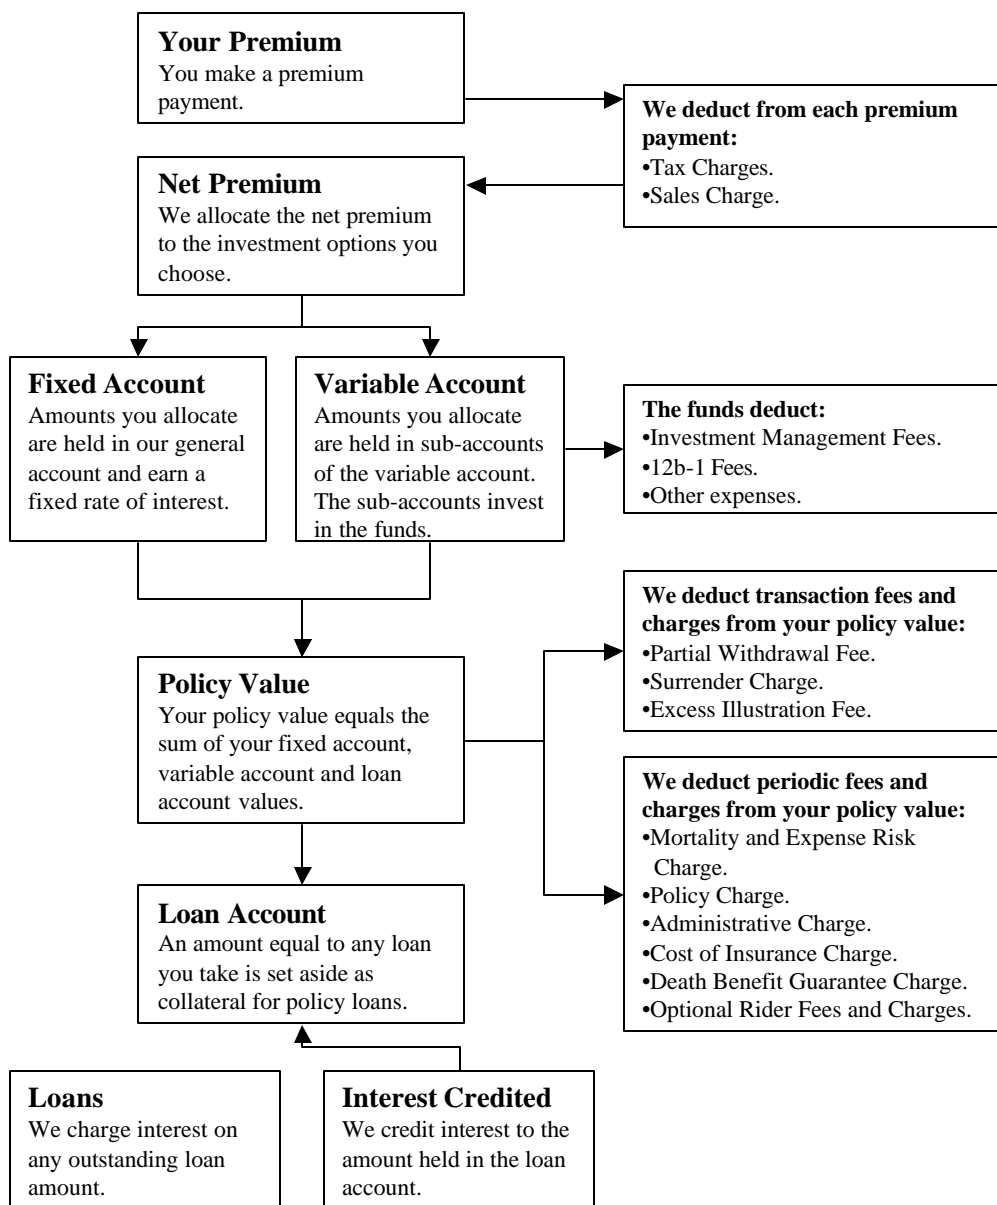 Your Premium
You make a premium
payment.
We deduct from each premium
payment:
•Tax Charges.
•Sales Charge.
Net Premium
We allocate the net premium
to the investment options you
choose.
Fixed Account
Amounts you allocate
are held in our general
account and earn a
fixed rate of interest.
Variable Account
Amounts you allocate
are held in sub-accounts
of the variable account.
The sub-accounts invest
in the funds.
The funds deduct:
•Investment Management Fees.
•12b-1 Fees.
•Other expenses.
We deduct transaction fees and
charges from your policy value:
•Partial Withdrawal Fee.
•Surrender Charge.
•Excess Illustration Fee.
Policy Value
Your policy value equals the
sum of your fixed account,
variable account and loan
account values.
We deduct periodic fees and
charges from your policy value:
•Mortality and Expense Risk
Charge.
•Policy Charge.
•Administrative Charge.
•Cost of Insurance Charge.
•Death Benefit Guarantee Charge.
•Optional Rider Fees and Charges.
Loan Account
An amount equal to any loan
you take is set aside as
collateral for policy loans.
Loans
We charge interest on
any outstanding loan
amount.
Interest Credited
We credit interest to the
amount held in the loan
account.